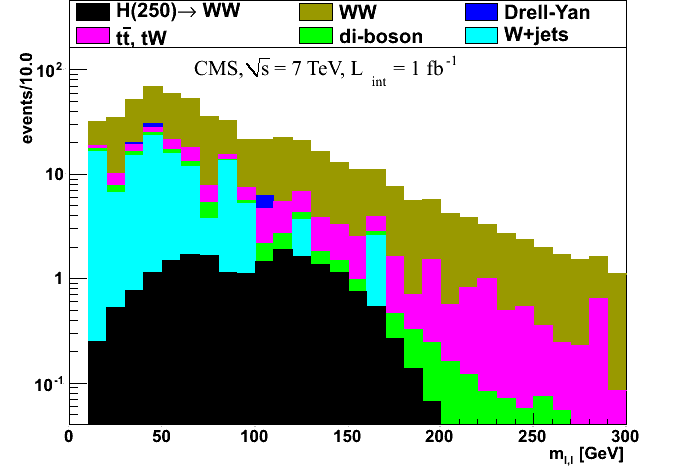 H(250)→ WW WW Drell-Yan
tt̅, tW di-boson W+jets
CMS, √s = 7 TeV, L int = 1 fb⁻¹
events/10.0
10²
10
1
10⁻¹
0 50 100 150 200 250 300
m_{l,l} [GeV]